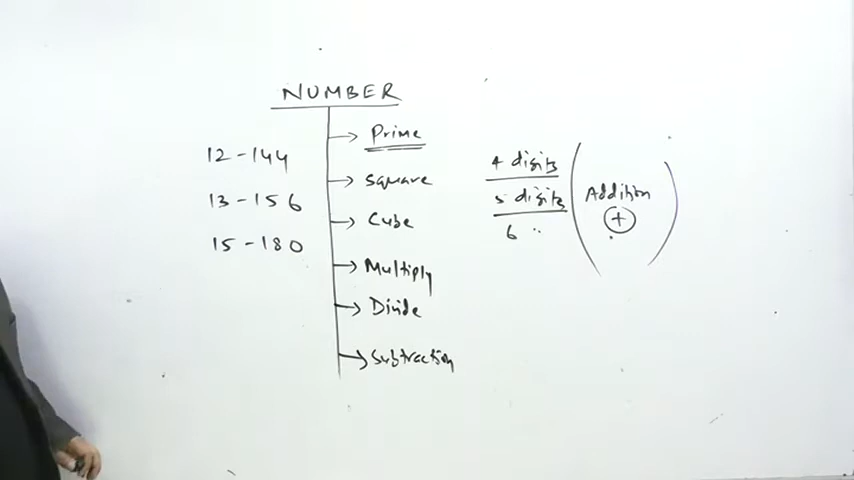 NUMBER
Prime
Square
Cube
Multiply
Divide
Subtraction
12-144
13-156
15-180
4 digits
5 digits
6 "
Addition
+